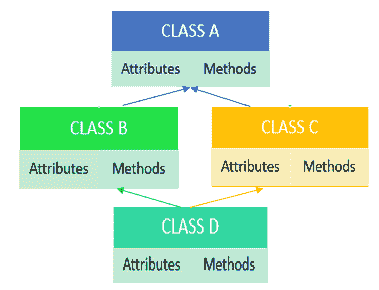 CLASS A
Attributes Methods
CLASS B
Attributes Methods
CLASS C
Attributes Methods
CLASS D
Attributes Methods